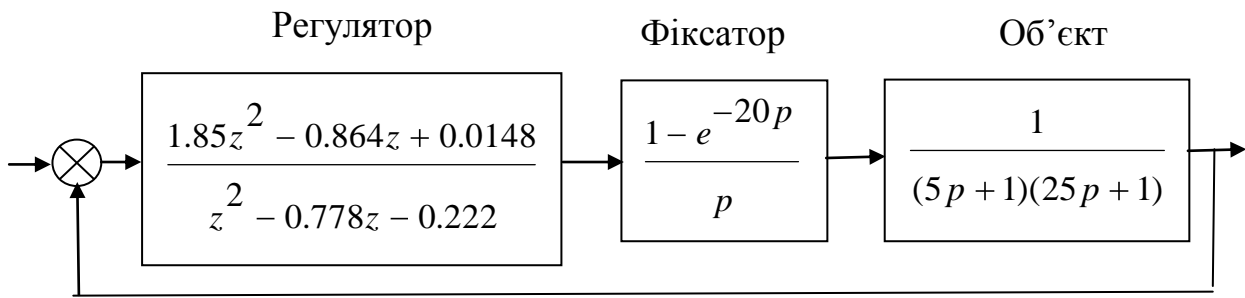 Регулятор
Фіксатор
Об’єкт
1.85z^2 − 0.864z + 0.0148
z^2 − 0.778z − 0.222
1 − e^{−20p}
p
1
(5p + 1)(25p + 1)